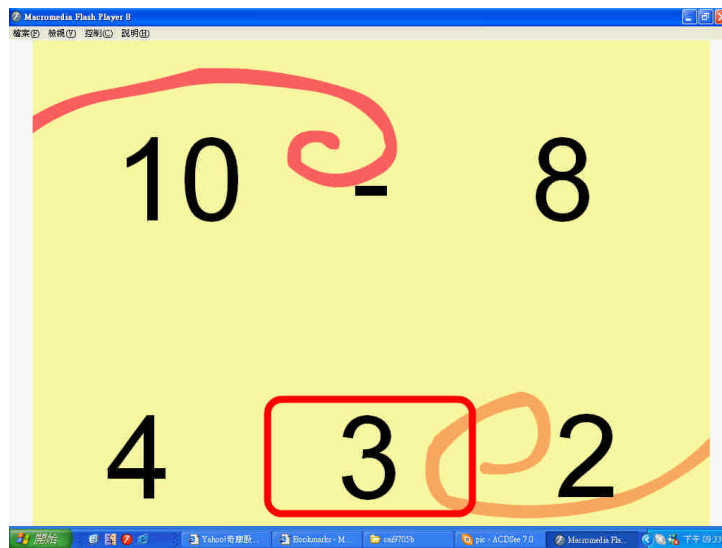 Macromedia Flash Player 8
檔案(F) 檢視(V) 控制(C) 說明(H)
10 - 8
4 3 2
開始 Yahoo!奇摩股... Bookmarks - M... pic - ACDSee 7.0 Macromedia Fla... 下午 09:33